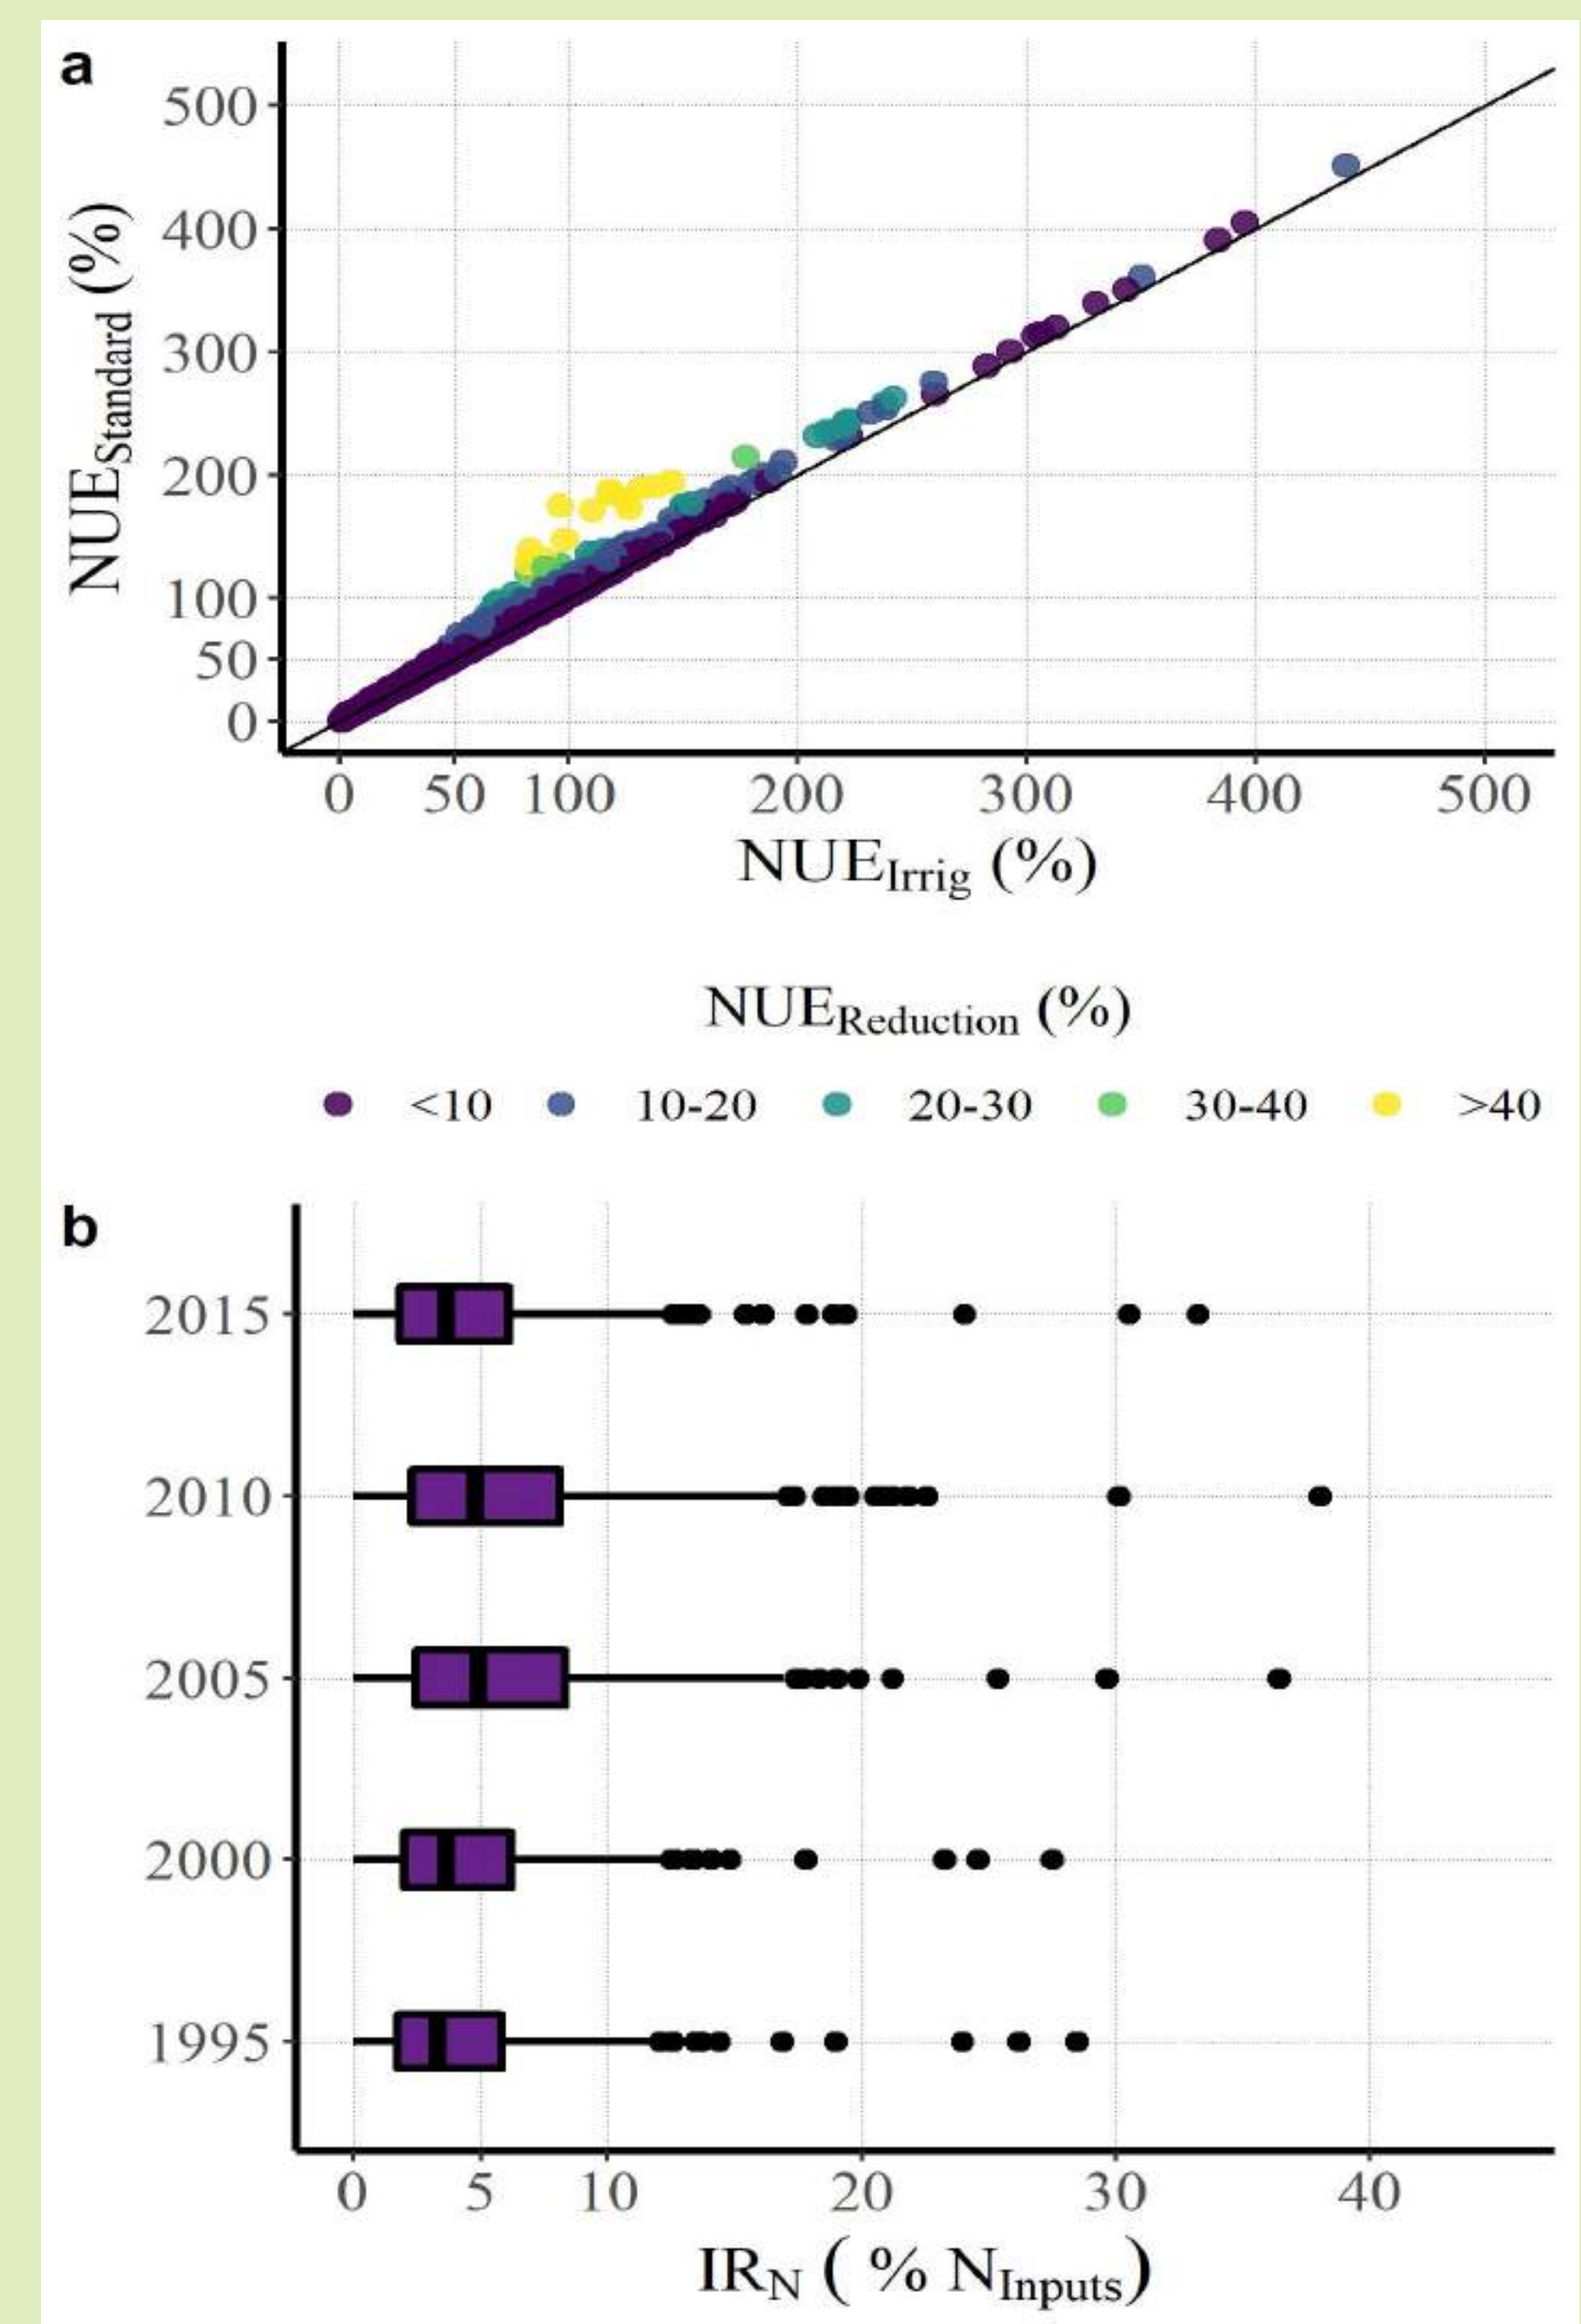 a
NUEStandard (%)
500
400
300
200
100
50
0
0 50 100 200 300 400 500
NUEIrrig (%)
NUEReduction (%)
<10 10-20 20-30 30-40 >40
b
2015
2010
2005
2000
1995
0 5 10 20 30 40
IRN ( % NInputs)